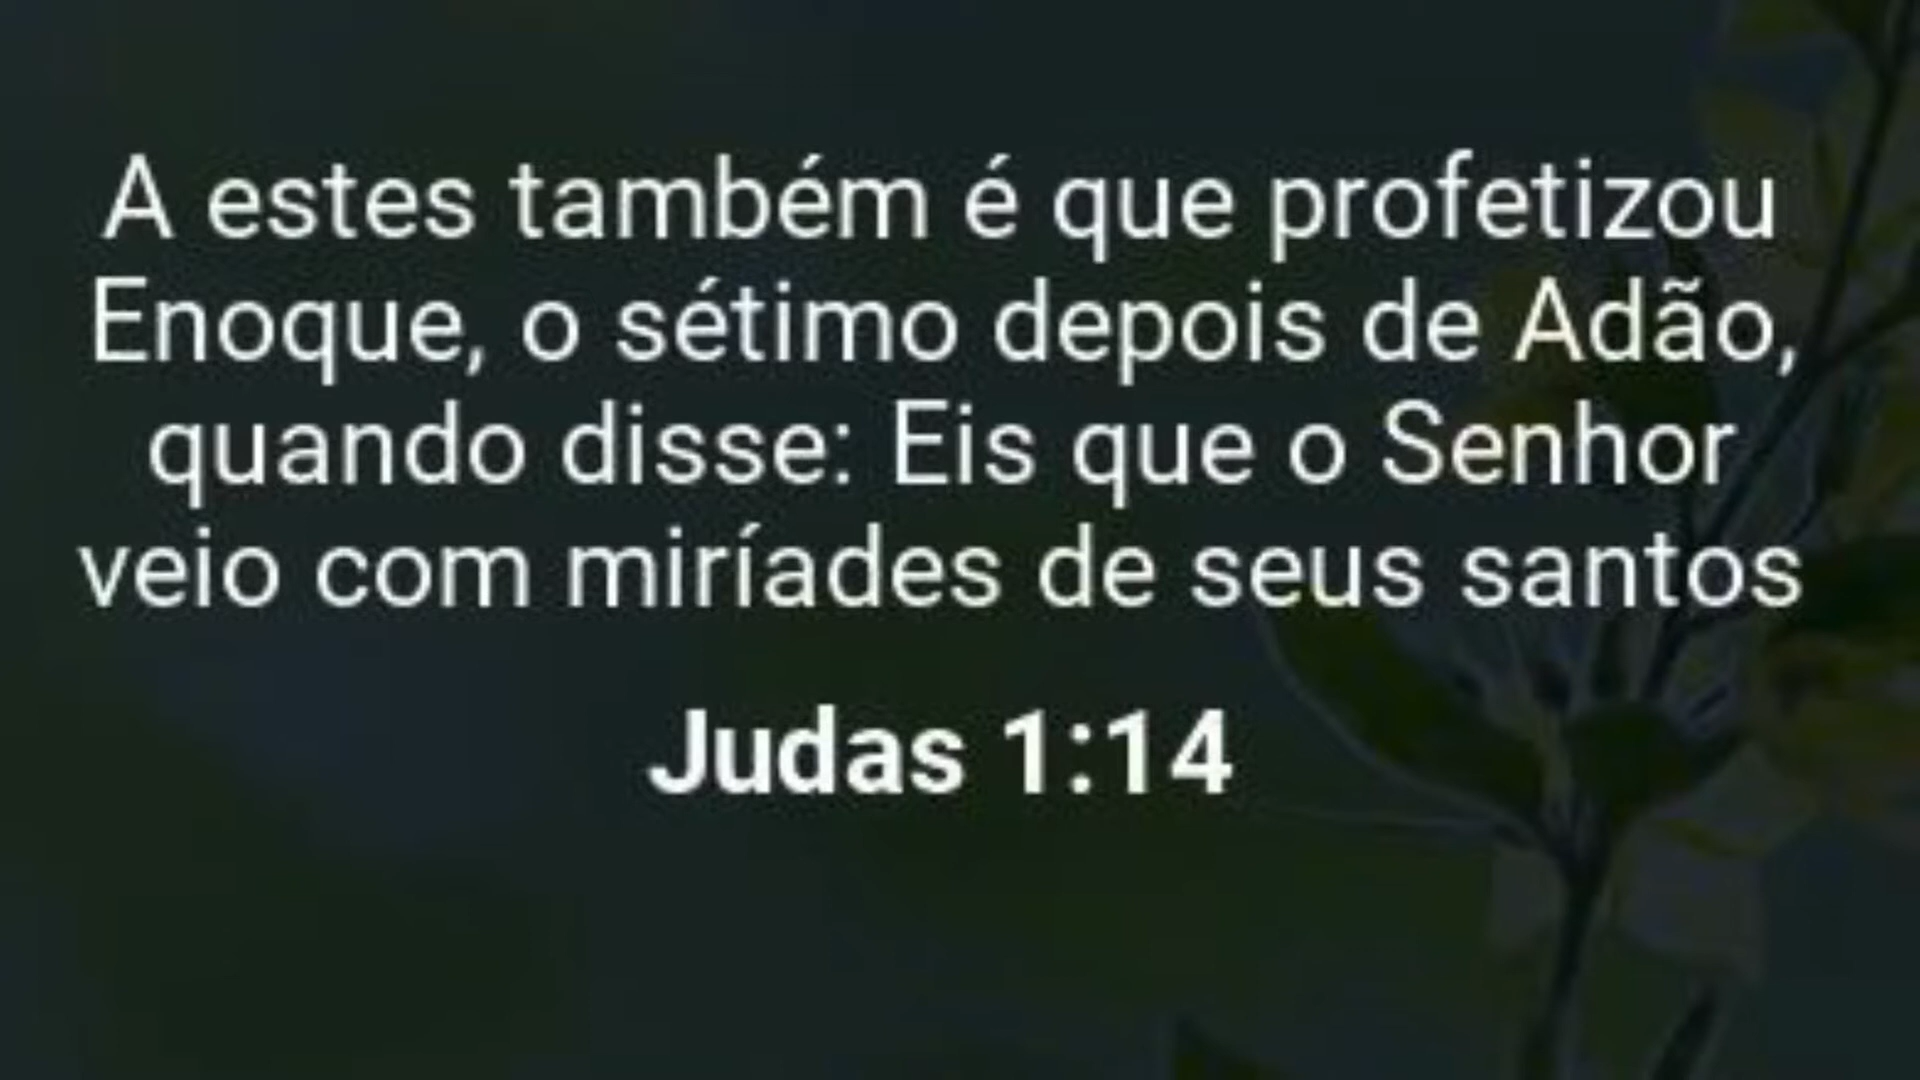 A estes também é que profetizou
Enoque, o sétimo depois de Adão,
quando disse: Eis que o Senhor
veio com miríades de seus santos
Judas 1:14